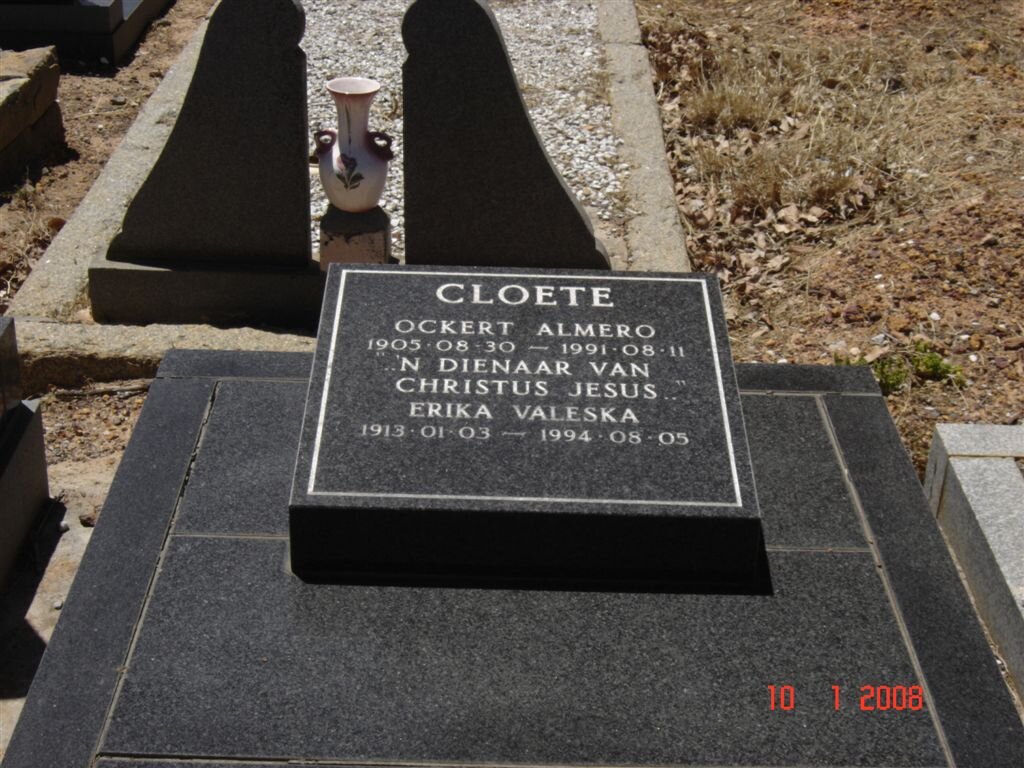 CLOETE
OCKERT ALMERO
1905·08·30 — 1991·08·11
"'N DIENAAR VAN
CHRISTUS JESUS"
ERIKA VALESKA
1913·01·03 — 1994·08·05
10 1 2008